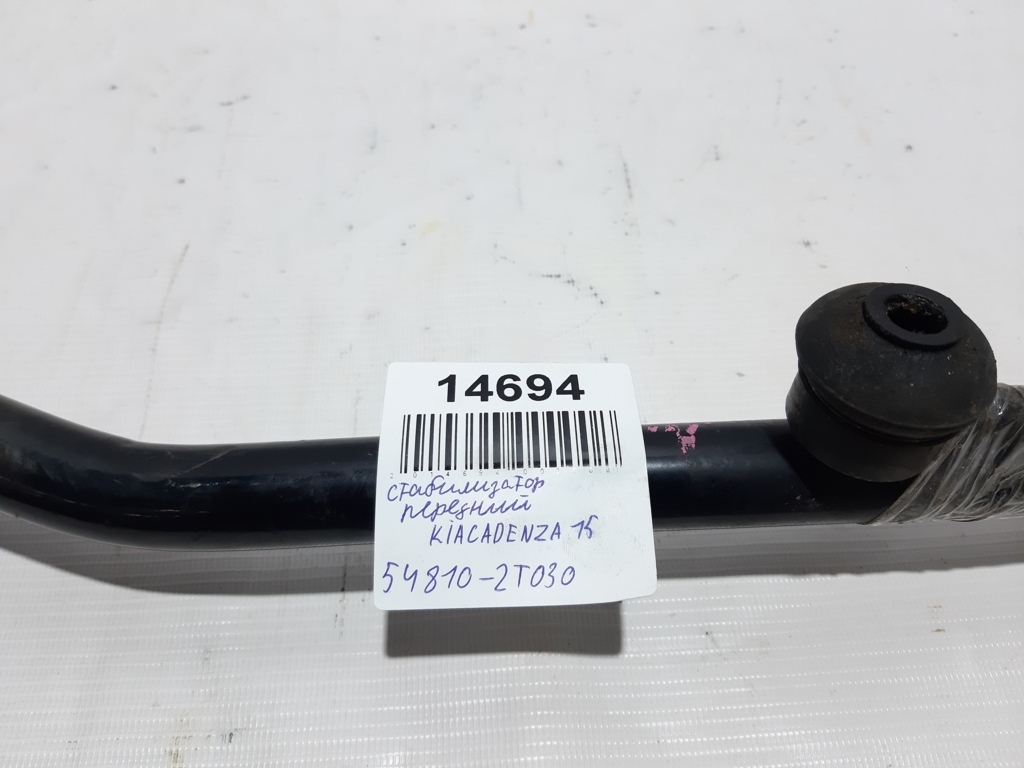 14694
стабилизатор
передний
KIACADENZA 15
54810-2T030